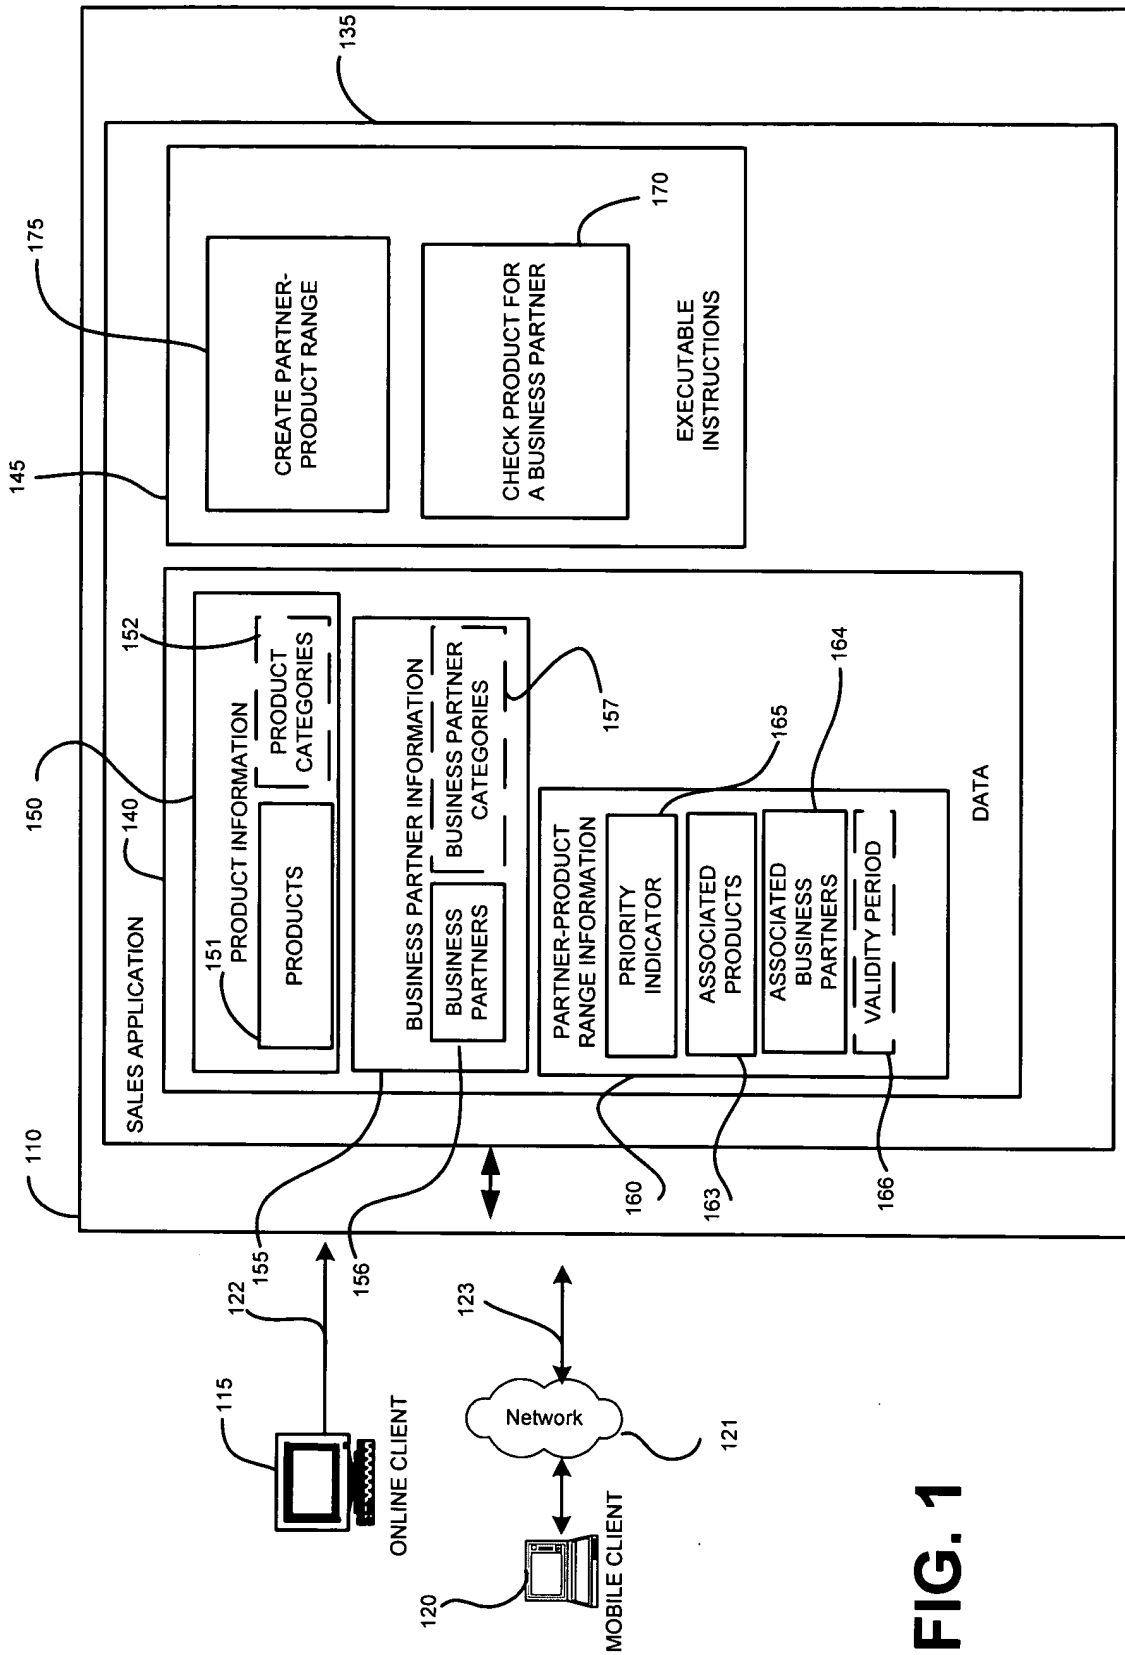 110
SALES APPLICATION
140
150
PRODUCT INFORMATION
151
PRODUCTS
PRODUCT
CATEGORIES
152
BUSINESS PARTNER INFORMATION
BUSINESS
PARTNERS
BUSINESS PARTNER
CATEGORIES
157
155
156
PARTNER-PRODUCT
RANGE INFORMATION
PRIORITY
INDICATOR
165
ASSOCIATED
PRODUCTS
ASSOCIATED
BUSINESS
PARTNERS
164
VALIDITY PERIOD
160
163
166
DATA
145
CREATE PARTNER-
PRODUCT RANGE
175
CHECK PRODUCT FOR
A BUSINESS PARTNER
170
EXECUTABLE
INSTRUCTIONS
135
115
122
ONLINE CLIENT
120
MOBILE CLIENT
Network
121
123
FIG. 1